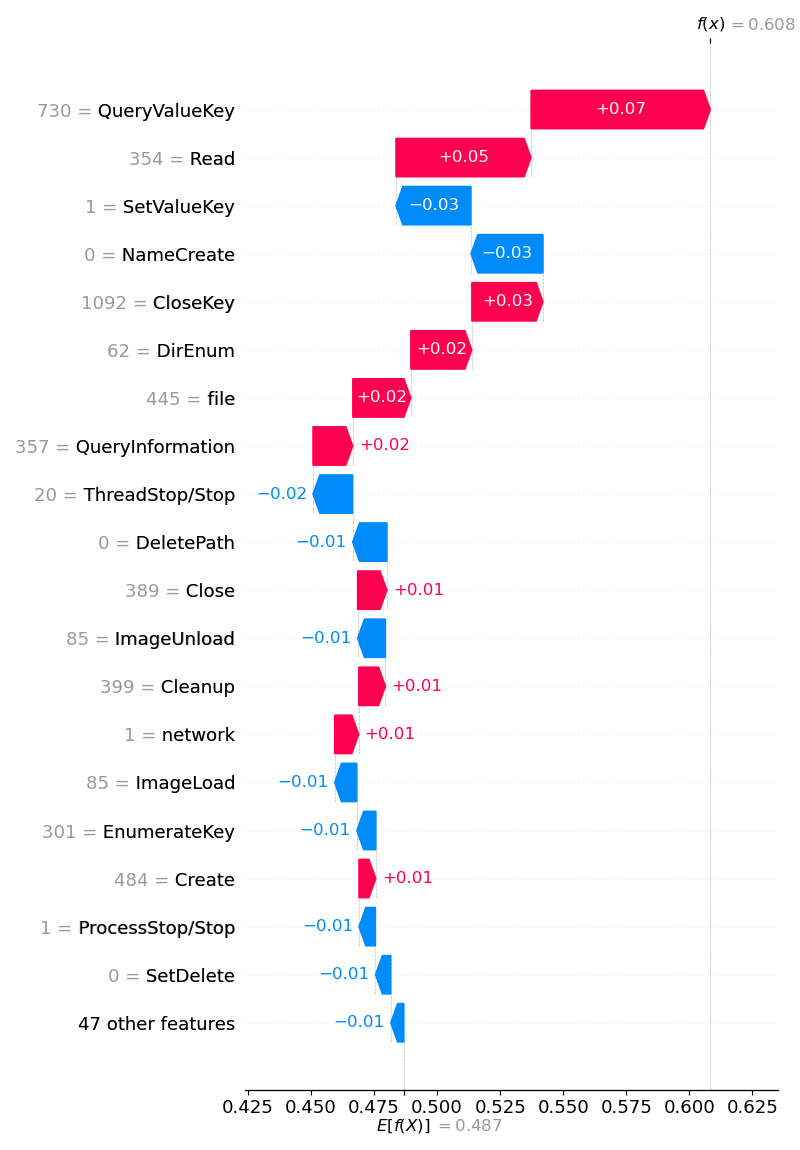 f(x) = 0.608
730 = QueryValueKey +0.07
354 = Read +0.05
1 = SetValueKey −0.03
0 = NameCreate −0.03
1092 = CloseKey +0.03
62 = DirEnum +0.02
445 = file +0.02
357 = QueryInformation +0.02
20 = ThreadStop/Stop −0.02
0 = DeletePath −0.01
389 = Close +0.01
85 = ImageUnload −0.01
399 = Cleanup +0.01
1 = network +0.01
85 = ImageLoad −0.01
301 = EnumerateKey −0.01
484 = Create +0.01
1 = ProcessStop/Stop −0.01
0 = SetDelete −0.01
47 other features −0.01
0.425 0.450 0.475 0.500 0.525 0.550 0.575 0.600 0.625
E[f(X)] = 0.487